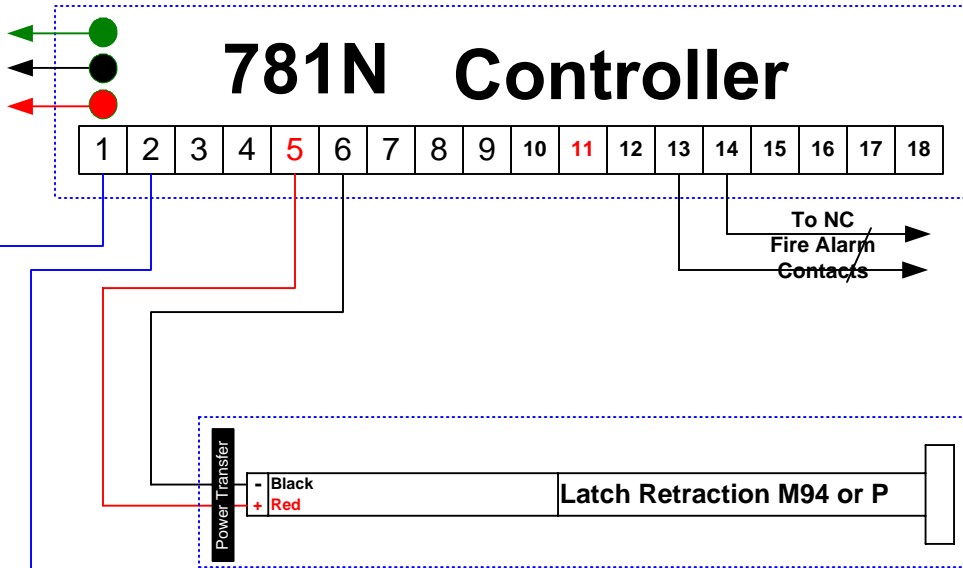 781N Controller
1 2 3 4 5 6 7 8 9 10 11 12 13 14 15 16 17 18
To NC
Fire Alarm
Contacts
Power Transfer
- Black
+ Red
Latch Retraction M94 or P